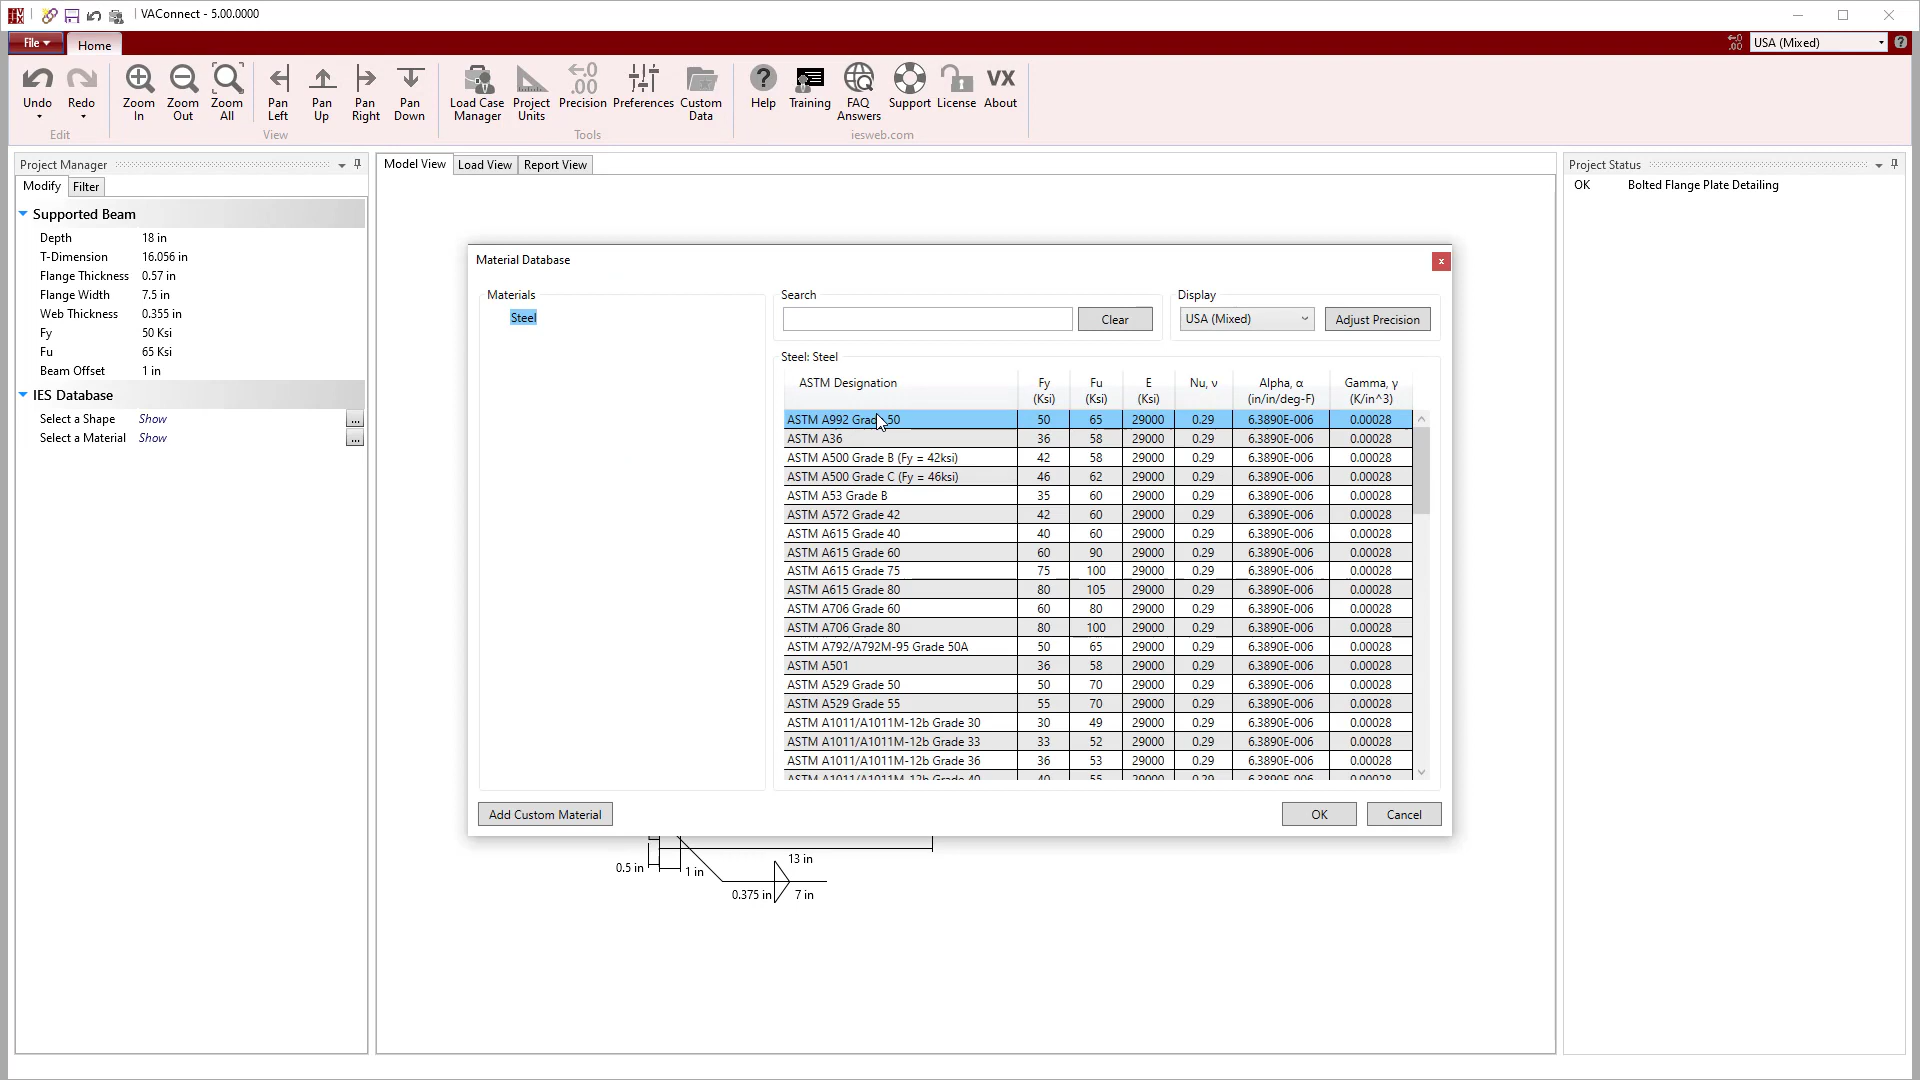 VAConnect - 5.00.0000
File Home USA (Mixed)
Undo Redo Zoom In Zoom Out Zoom All Pan Left Pan Up Pan Right Pan Down Load Case Manager Project Units Precision Preferences Custom Data Help Training FAQ Answers Support License About
Edit View Tools iesweb.com
Project Manager
Modify Filter
Supported Beam
Depth 18 in
T-Dimension 16.056 in
Flange Thickness 0.57 in
Flange Width 7.5 in
Web Thickness 0.355 in
Fy 50 Ksi
Fu 65 Ksi
Beam Offset 1 in
IES Database
Select a Shape Show ...
Select a Material Show ...
Model View Load View Report View
Project Status
OK Bolted Flange Plate Detailing
Material Database x
Materials
Steel
Search
Clear
Display
USA (Mixed) Adjust Precision
Steel: Steel
ASTM Designation Fy (Ksi) Fu (Ksi) E (Ksi) Nu, ν Alpha, α (in/in/deg-F) Gamma, γ (K/in^3)
ASTM A992 Grade 50 50 65 29000 0.29 6.3890E-006 0.00028
ASTM A36 36 58 29000 0.29 6.3890E-006 0.00028
ASTM A500 Grade B (Fy = 42ksi) 42 58 29000 0.29 6.3890E-006 0.00028
ASTM A500 Grade C (Fy = 46ksi) 46 62 29000 0.29 6.3890E-006 0.00028
ASTM A53 Grade B 35 60 29000 0.29 6.3890E-006 0.00028
ASTM A572 Grade 42 42 60 29000 0.29 6.3890E-006 0.00028
ASTM A615 Grade 40 40 60 29000 0.29 6.3890E-006 0.00028
ASTM A615 Grade 60 60 90 29000 0.29 6.3890E-006 0.00028
ASTM A615 Grade 75 75 100 29000 0.29 6.3890E-006 0.00028
ASTM A615 Grade 80 80 105 29000 0.29 6.3890E-006 0.00028
ASTM A706 Grade 60 60 80 29000 0.29 6.3890E-006 0.00028
ASTM A706 Grade 80 80 100 29000 0.29 6.3890E-006 0.00028
ASTM A792/A792M-95 Grade 50A 50 65 29000 0.29 6.3890E-006 0.00028
ASTM A501 36 58 29000 0.29 6.3890E-006 0.00028
ASTM A529 Grade 50 50 70 29000 0.29 6.3890E-006 0.00028
ASTM A529 Grade 55 55 70 29000 0.29 6.3890E-006 0.00028
ASTM A1011/A1011M-12b Grade 30 30 49 29000 0.29 6.3890E-006 0.00028
ASTM A1011/A1011M-12b Grade 33 33 52 29000 0.29 6.3890E-006 0.00028
ASTM A1011/A1011M-12b Grade 36 36 53 29000 0.29 6.3890E-006 0.00028
ASTM A1011/A1011M-12b Grade 40 40 55 29000 0.29 6.3890E-006 0.00028
Add Custom Material OK Cancel
13 in
0.5 in 1 in
0.375 in 7 in